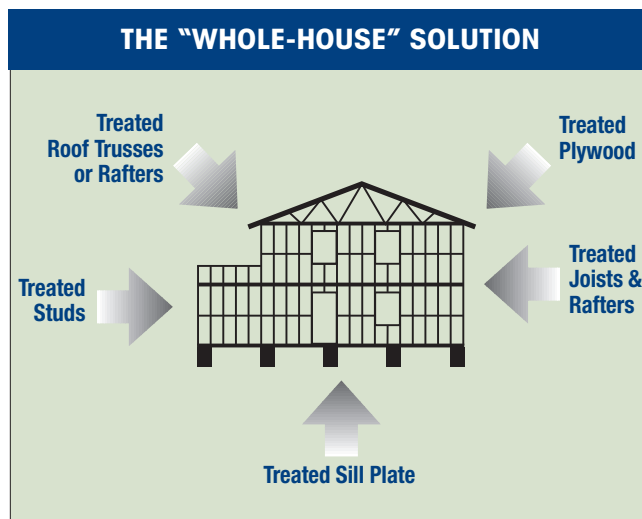 THE “WHOLE-HOUSE” SOLUTION
Treated
Roof Trusses
or Rafters
Treated
Plywood
Treated
Studs
Treated
Joists &
Rafters
Treated Sill Plate